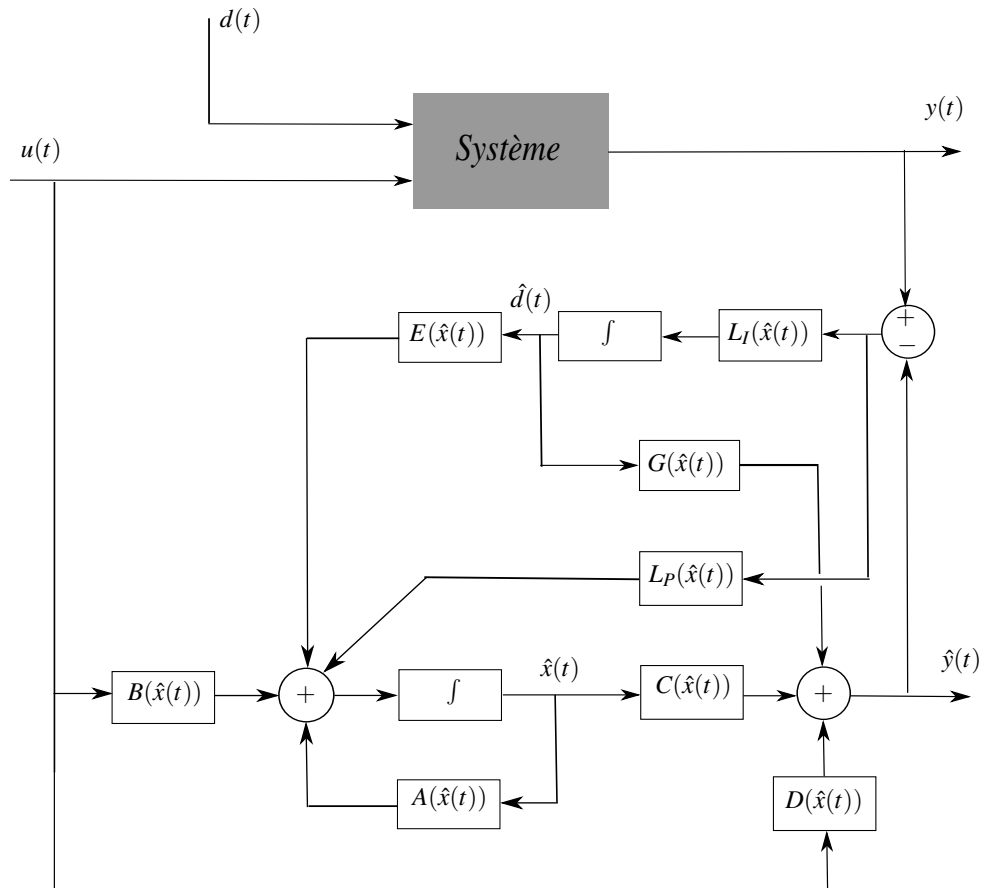 d(t)
y(t)
u(t)
Système
d̂(t)
+
−
E(x̂(t))
∫
L_I(x̂(t))
G(x̂(t))
L_P(x̂(t))
ŷ(t)
x̂(t)
B(x̂(t))
+
∫
C(x̂(t))
+
A(x̂(t))
D(x̂(t))